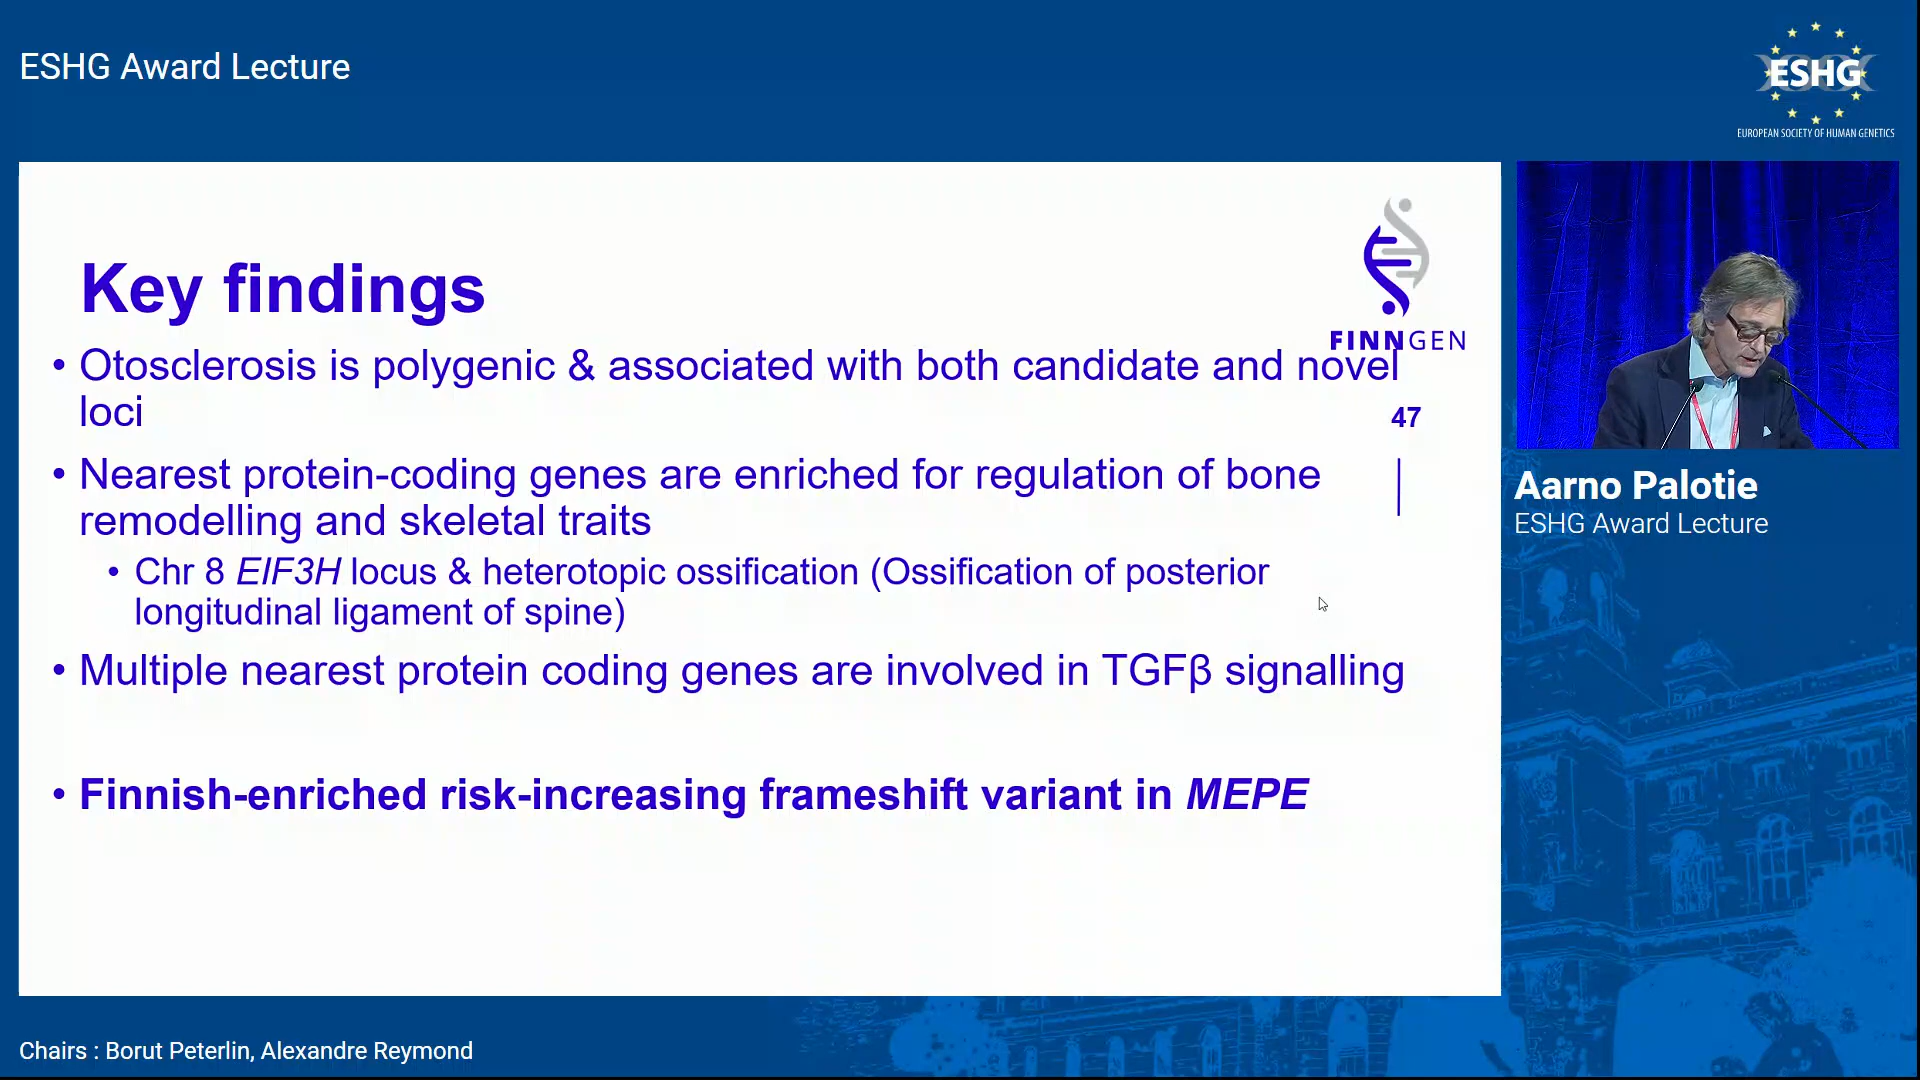 ESHG Award Lecture
ESHG
EUROPEAN SOCIETY OF HUMAN GENETICS
FINNGEN
Key findings
• Otosclerosis is polygenic & associated with both candidate and novel
loci
47
• Nearest protein-coding genes are enriched for regulation of bone
remodelling and skeletal traits
• Chr 8 EIF3H locus & heterotopic ossification (Ossification of posterior
longitudinal ligament of spine)
• Multiple nearest protein coding genes are involved in TGFβ signalling
• Finnish-enriched risk-increasing frameshift variant in MEPE
Aarno Palotie
ESHG Award Lecture
Chairs : Borut Peterlin, Alexandre Reymond